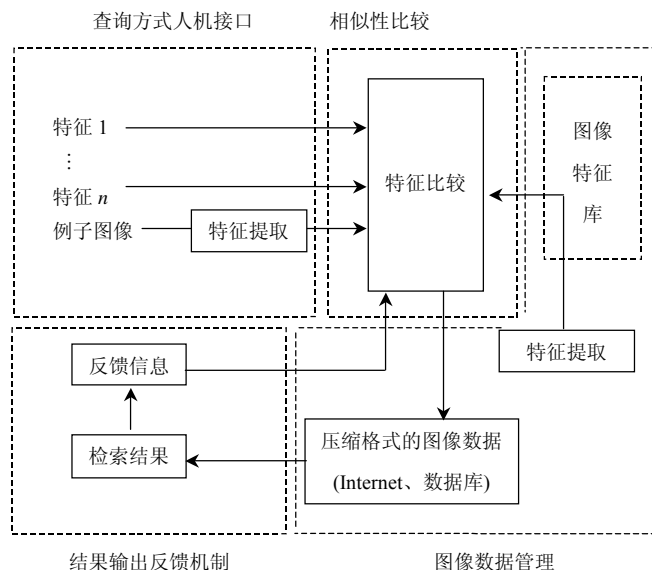 查询方式人机接口
相似性比较
特征 1
⋮
特征 n
例子图像
特征提取
特征比较
图像
特征
库
特征提取
反馈信息
检索结果
压缩格式的图像数据
(Internet、数据库)
结果输出反馈机制
图像数据管理